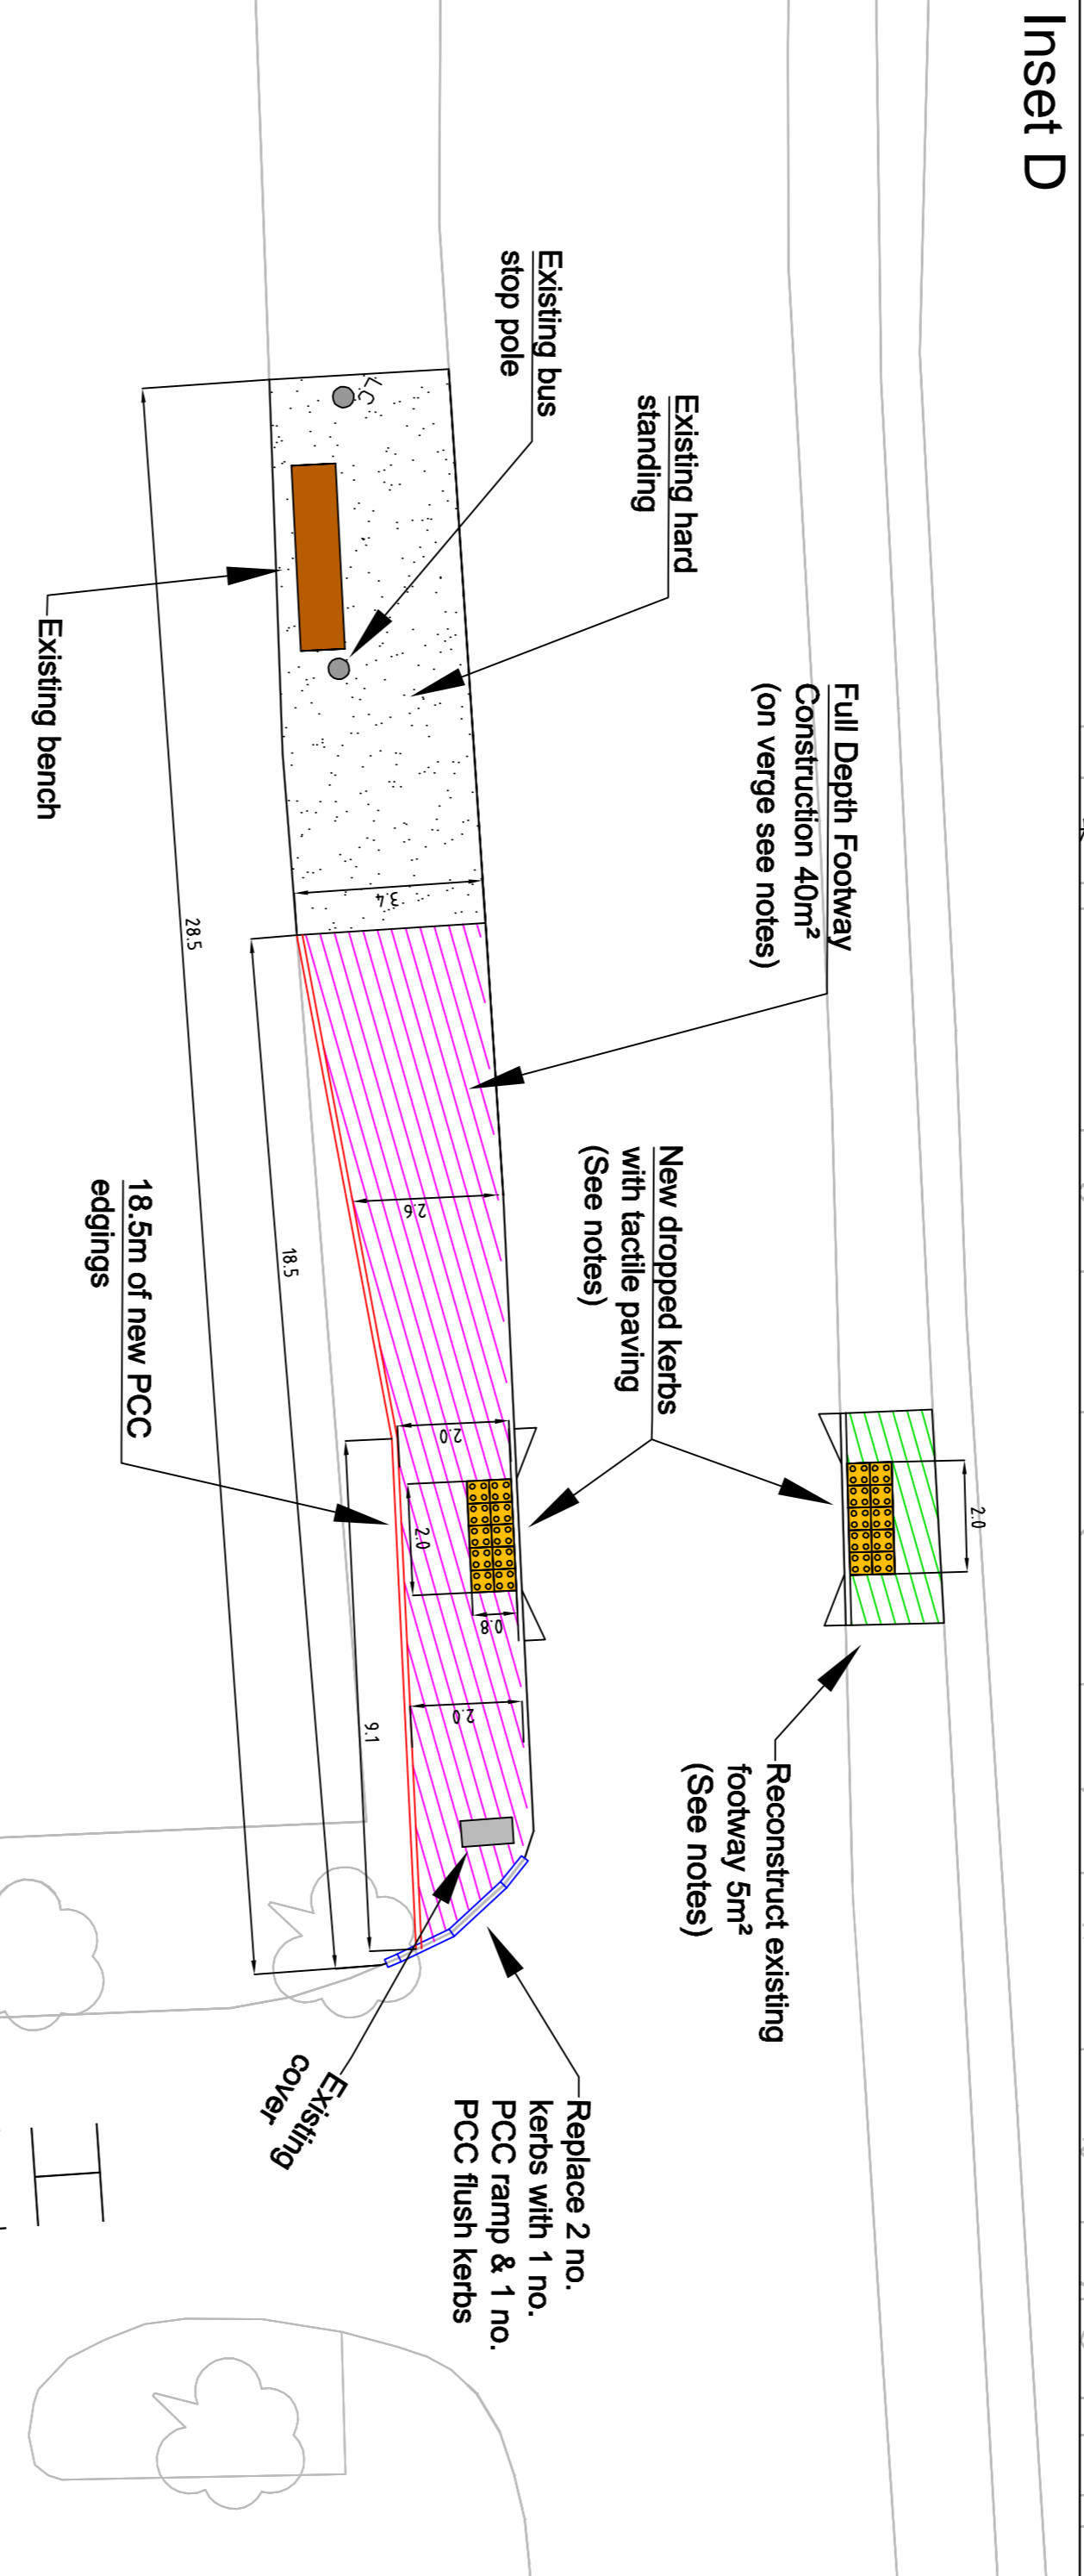 Inset D
Existing bus
stop pole
Existing hard
standing
Full Depth Footway
Construction 40m²
(on verge see notes)
New dropped kerbs
with tactile paving
(See notes)
Reconstruct existing
footway 5m²
(See notes)
Replace 2 no.
kerbs with 1 no.
PCC ramp & 1 no.
PCC flush kerbs
Existing
cover
18.5m of new PCC
edgings
Existing bench
LC
3.4
2.6
2.0
2.0
0.8
2.0
2.0
9.1
18.5
28.5